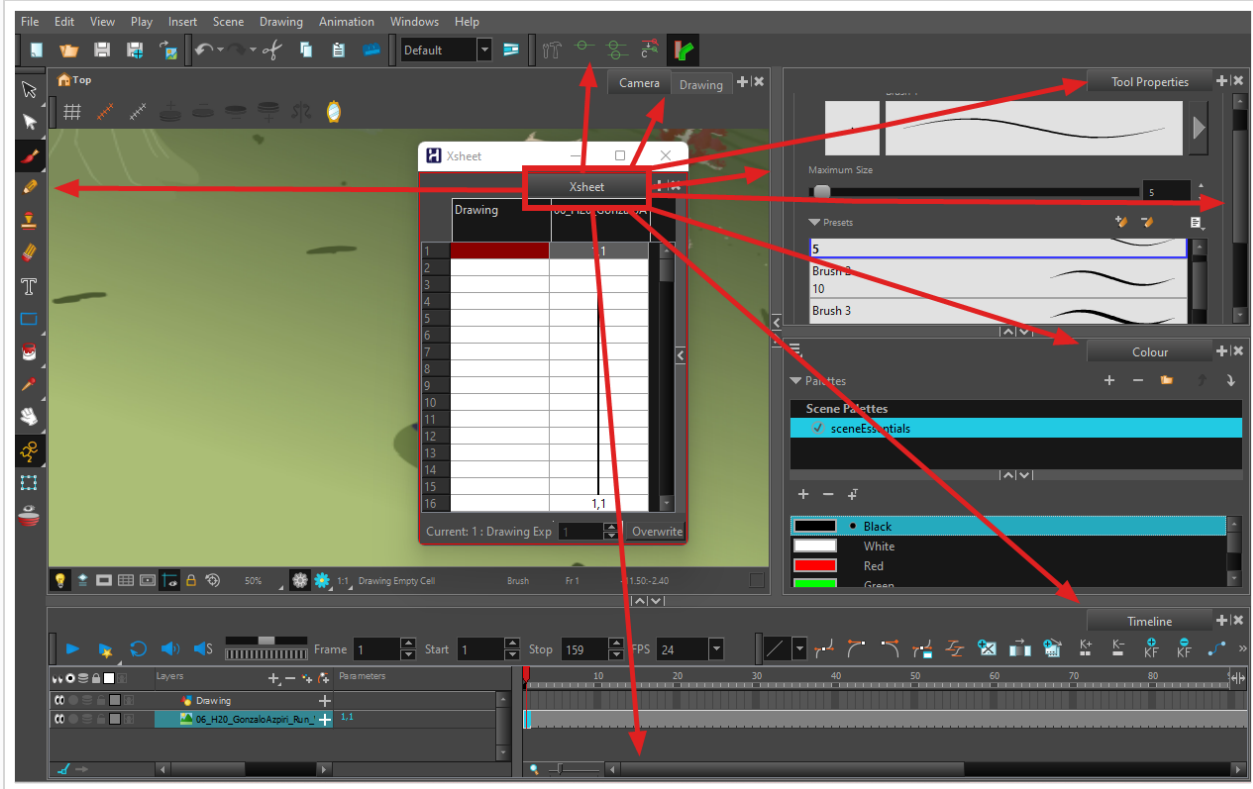 File Edit View Play Insert Scene Drawing Animation Windows Help
Default
Top
Camera Drawing
Tool Properties
Maximum Size
5
Presets
5
Brush 2
10
Brush 3
Xsheet
Xsheet
Drawing
1 1,1
2
3
4
5
6
7
8
9
10
11
12
13
14
15
16 1,1
Current: 1 : Drawing Exp 1 Overwrite
Colour
Palettes
Scene Palettes
sceneEssentials
Black
White
Red
Green
50% 1:1 Drawing Empty Cell Brush Fr 1
Timeline
Frame 1 Start 1 Stop 159 FPS 24
Layers Parameters
10 20 30 40 50 60 70 80
Drawing
06_H20_GonzaloAzpiri_Run_ 1,1